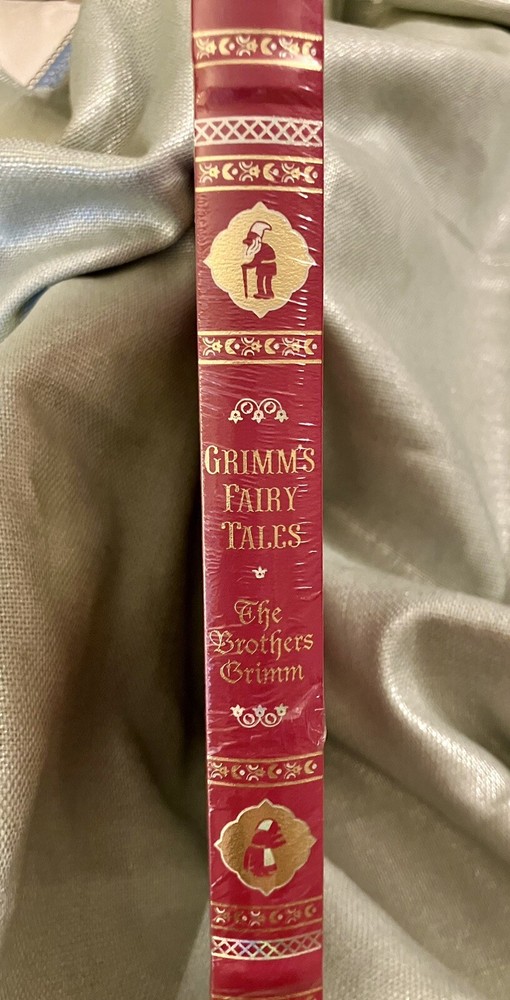 GRIMM'S
FAIRY
TALES
The
Brothers
Grimm